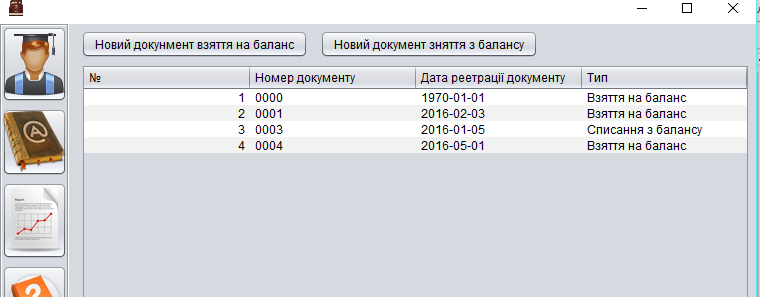 Новий докунмент взяття на баланс Новий документ зняття з балансу
№ Номер документу Дата реетрації документу Тип
1 0000 1970-01-01 Взяття на баланс
2 0001 2016-02-03 Взяття на баланс
3 0003 2016-01-05 Списання з балансу
4 0004 2016-05-01 Взяття на баланс